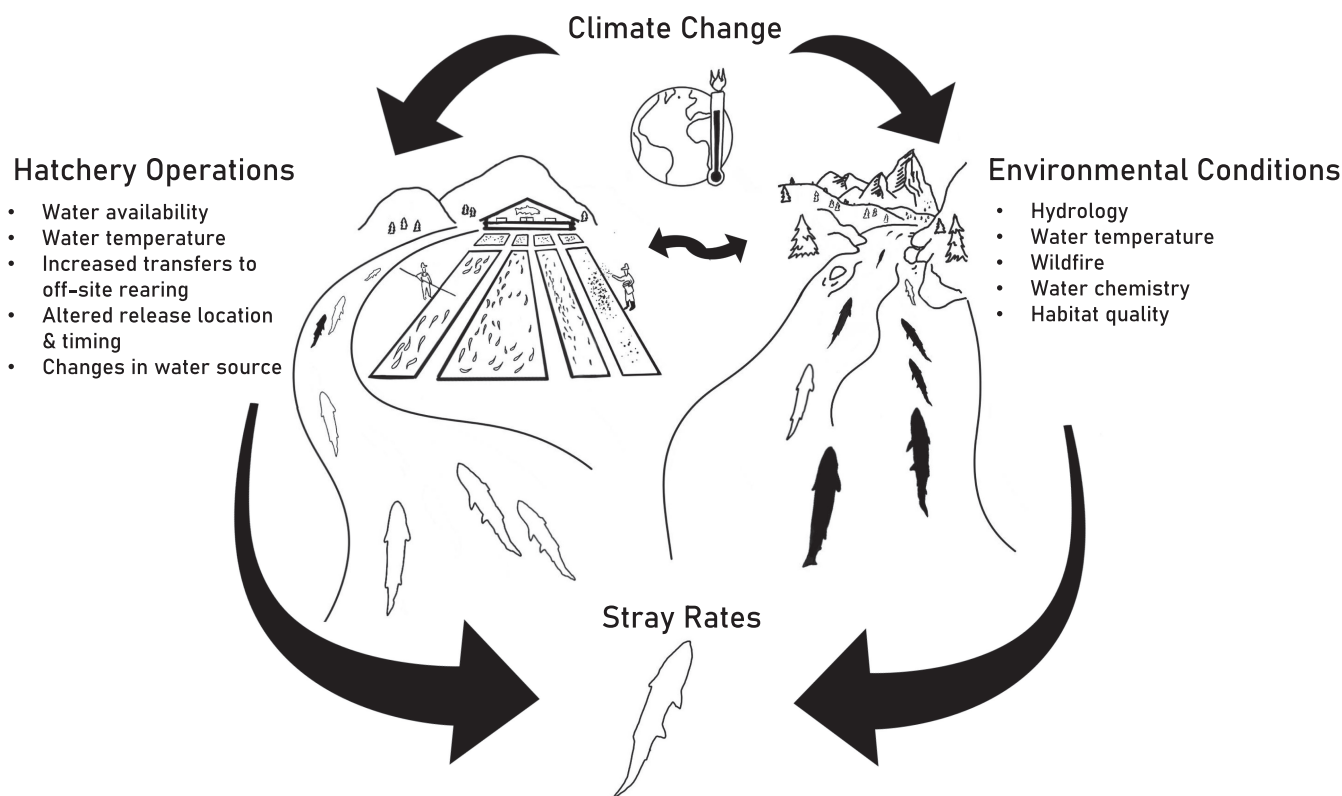 Climate Change
Hatchery Operations
• Water availability
• Water temperature
• Increased transfers to
off-site rearing
• Altered release location
& timing
• Changes in water source
Environmental Conditions
• Hydrology
• Water temperature
• Wildfire
• Water chemistry
• Habitat quality
Stray Rates